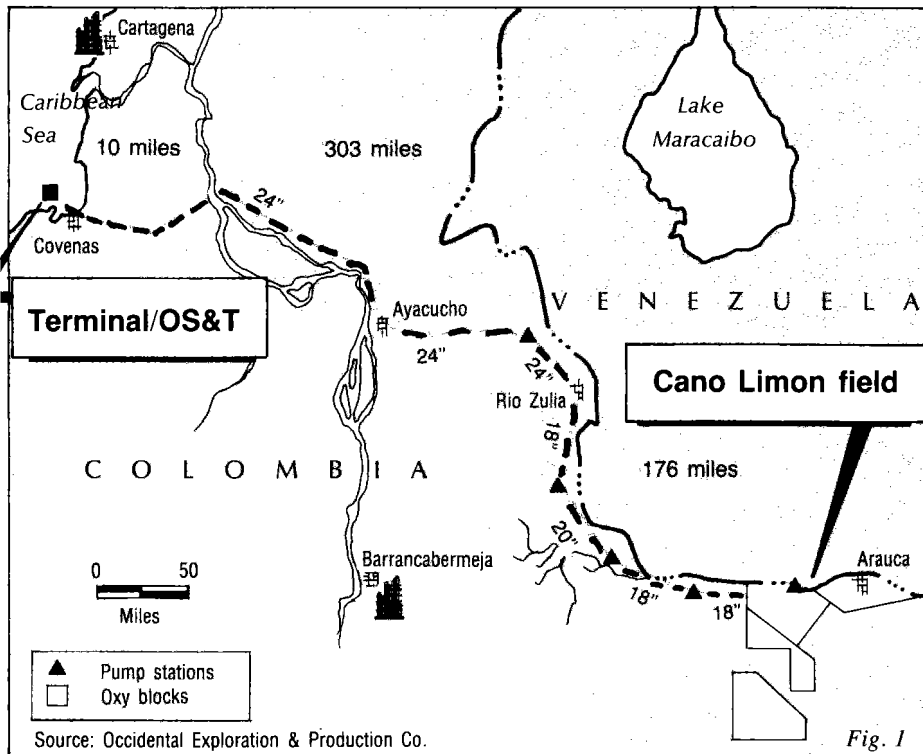 Cartagena
Caribbean
Sea
10 miles
303 miles
Lake
Maracaibo
24"
Covenas
Terminal/OS&T
Ayacucho
VENEZUELA
24"
24"
Rio Zulia
Cano Limon field
18"
COLOMBIA
176 miles
20"
Barrancabermeja
Arauca
0 50
Miles
18"
18"
Pump stations
Oxy blocks
Source: Occidental Exploration & Production Co.
Fig. 1